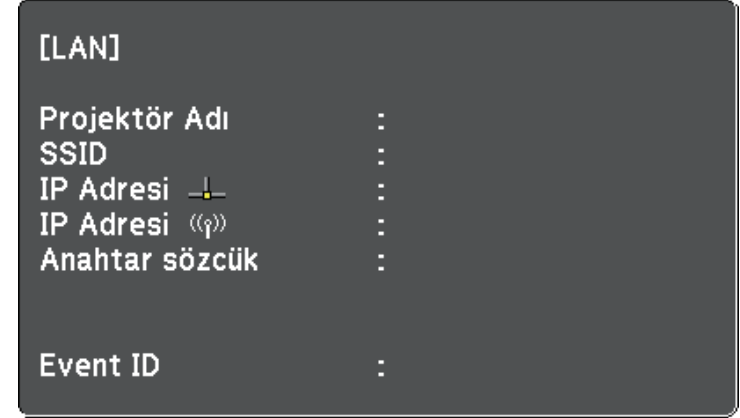 [LAN]
Projektör Adı :
SSID :
IP Adresi :
IP Adresi :
Anahtar sözcük :
Event ID :